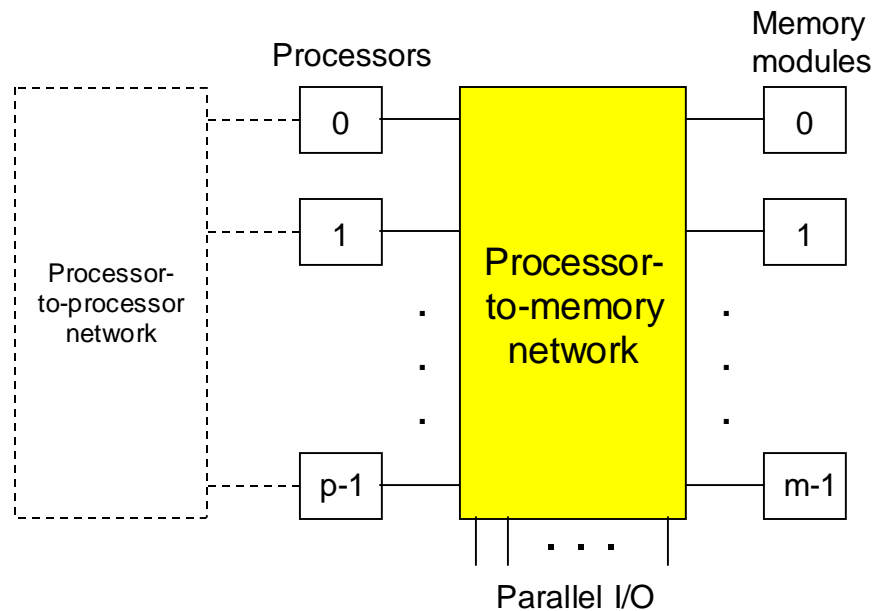 Memory
modules
Processors
0
0
1
1
Processor-
to-processor
network
Processor-
to-memory
network
.
.
.
.
.
.
p-1
m-1
. . .
Parallel I/O